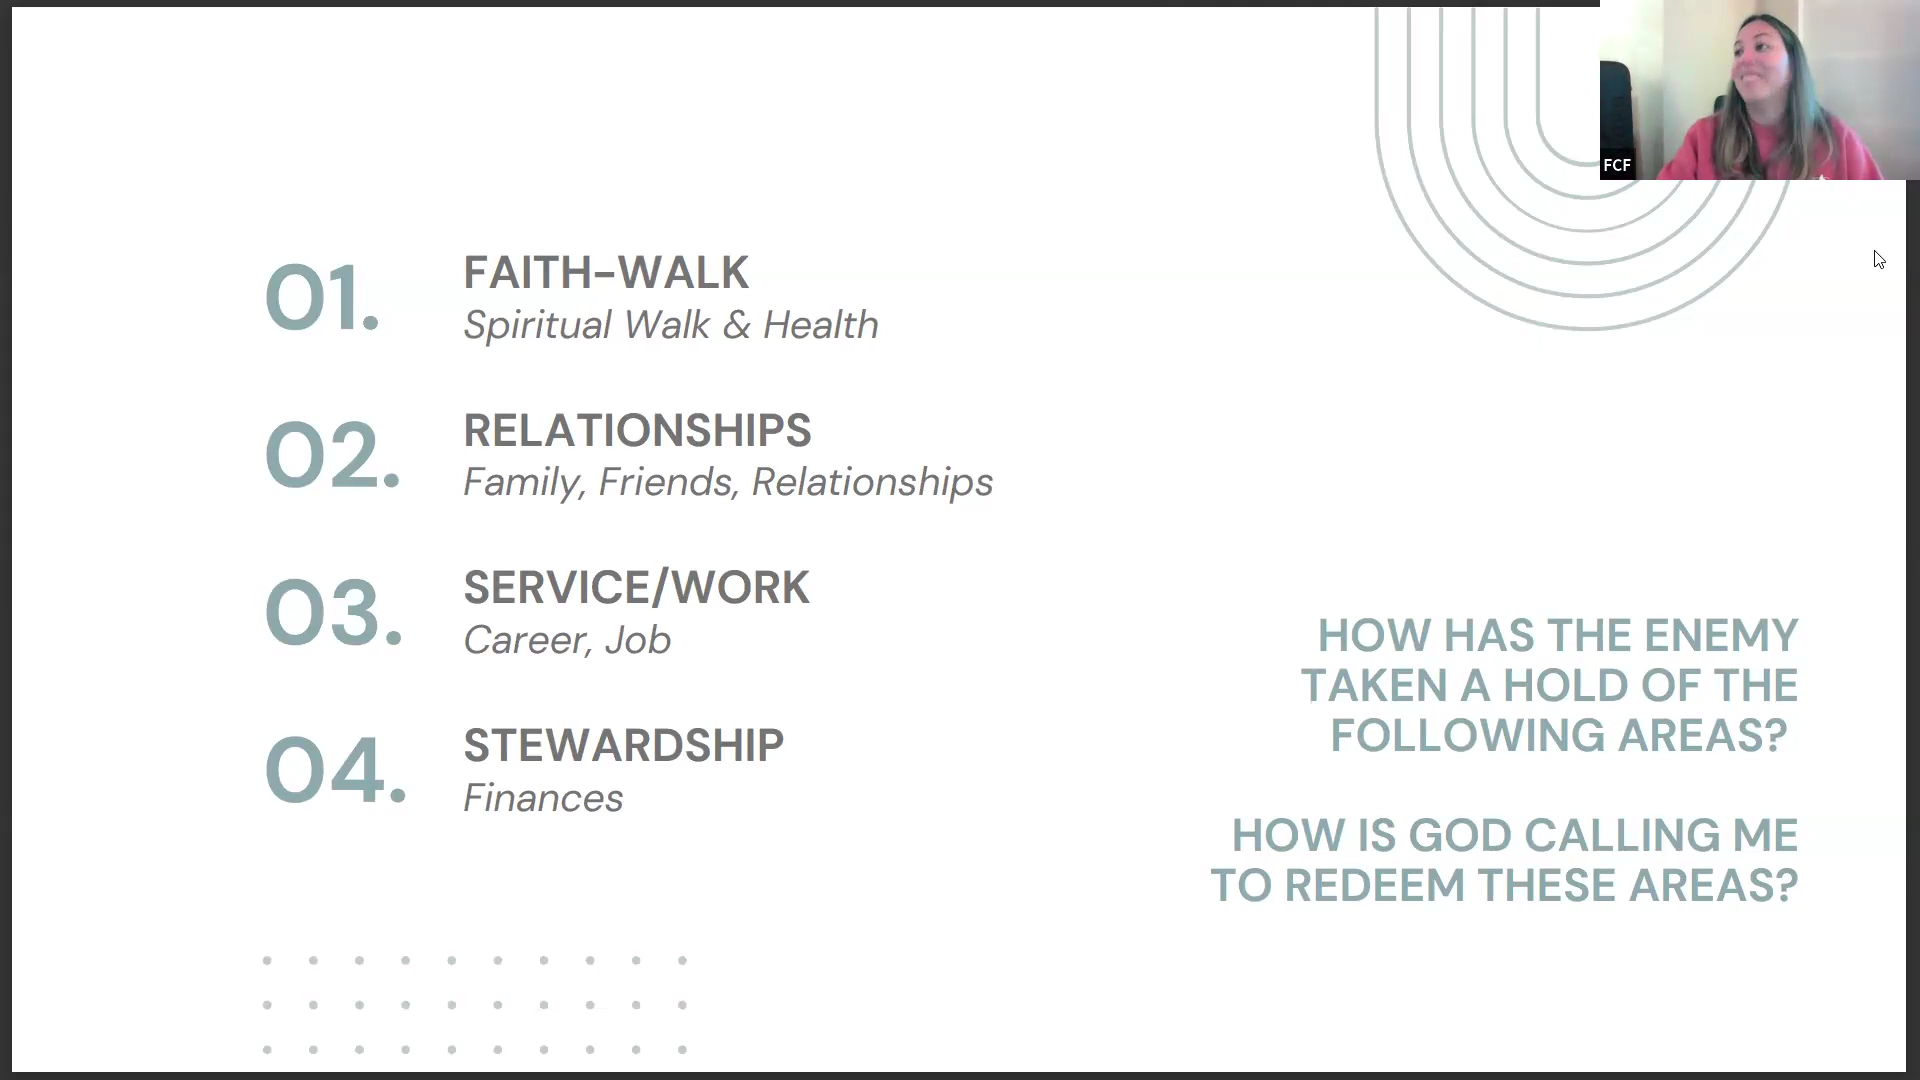 FCF
01.
FAITH-WALK
Spiritual Walk & Health
02.
RELATIONSHIPS
Family, Friends, Relationships
03.
SERVICE/WORK
Career, Job
04.
STEWARDSHIP
Finances
HOW HAS THE ENEMY
TAKEN A HOLD OF THE
FOLLOWING AREAS?
HOW IS GOD CALLING ME
TO REDEEM THESE AREAS?